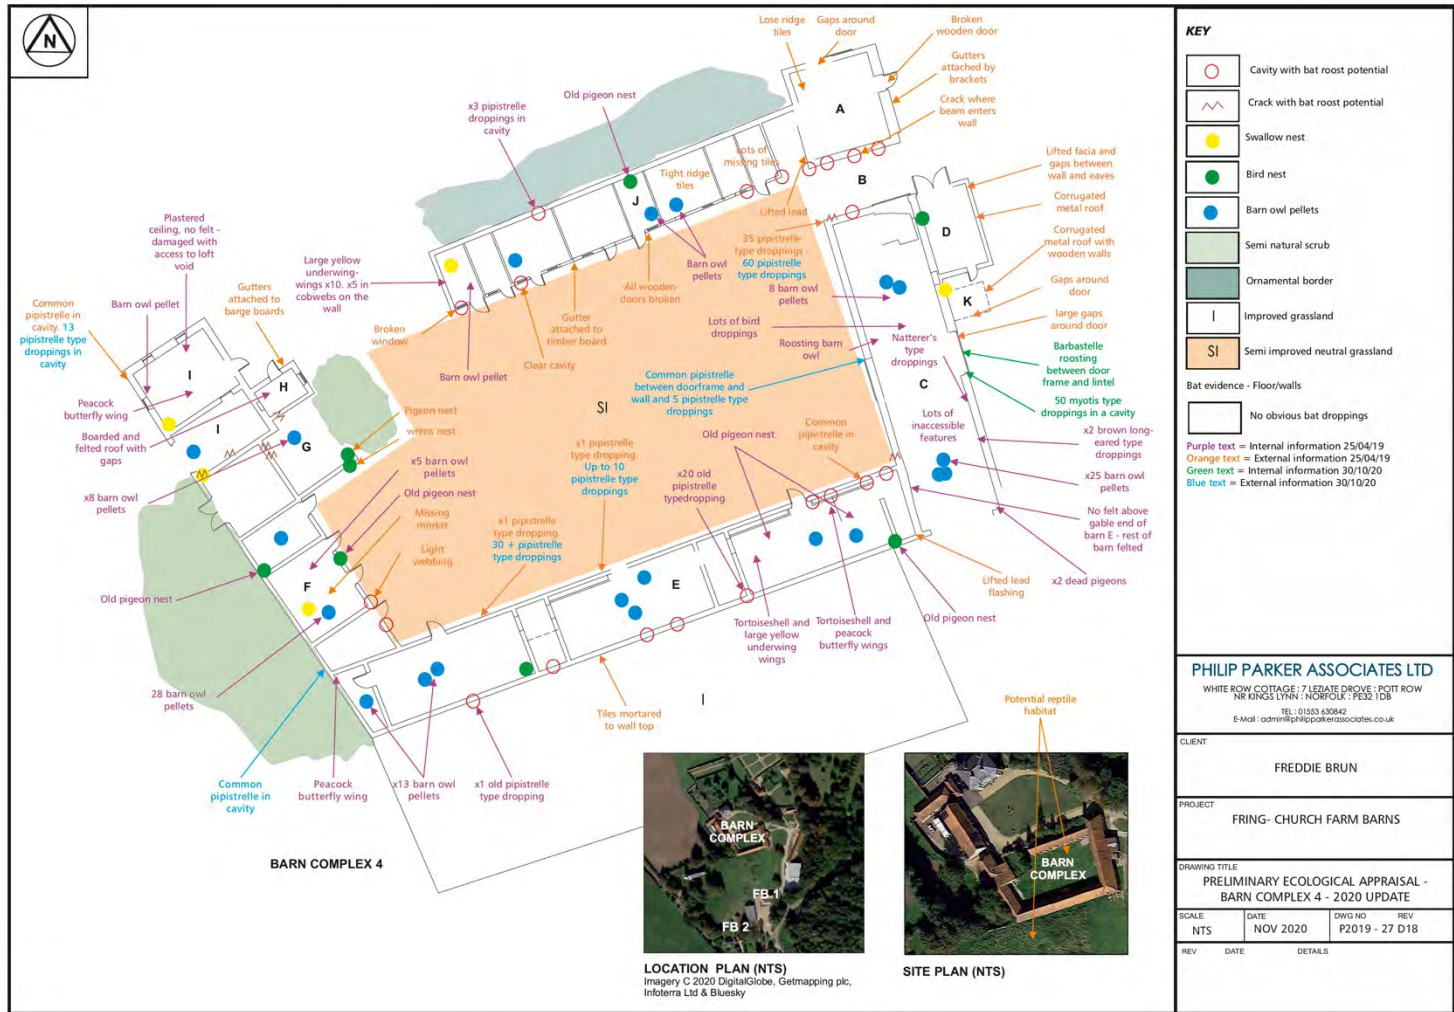 N
Lose ridge
tiles
Gaps around
door
Broken
wooden door
Gutters
attached by
brackets
Crack where
beam enters
wall
A
Old pigeon nest
x3 pipistrelle
droppings in
cavity
Lots of
missing tiles
Tight ridge
tiles
J
B
Lifted lead
Lifted facia and
gaps between
wall and eaves
Corrugated
metal roof
Corrugated
metal roof with
wooden walls
Gaps around
door
large gaps
around door
D
K
Plastered
ceiling, no felt -
damaged with
access to loft
void
Large yellow
underwing-
wings x10. x5 in
cobwebs on the
wall
Barn owl
pellets
35 pipistrelle
type droppings -
60 pipistrelle
type droppings
8 barn owl
pellets
All wooden
doors broken
Gutter
attached to
timber board
Gutters
attached to
barge boards
Common
pipistrelle in
cavity. 13
pipistrelle type
droppings in
cavity
Barn owl pellet
Broken
window
Clear cavity
Barn owl pellet
Lots of bird
droppings
Roosting barn
owl
Natterer's
type
droppings
Barbastelle
roosting
between door
frame and lintel
50 myotis type
droppings in a cavity
Common pipistrelle
between doorframe and
wall and 5 pipistrelle type
droppings
C
I
H
Peacock
butterfly wing
Boarded and
felted roof with
gaps
I
G
Pigeon nest
wrens nest
SI
Lots of
inaccessible
features
x2 brown long-
eared type
droppings
Common
pipistrelle in
cavity
Old pigeon nest
x1 pipistrelle
type dropping.
Up to 10
pipistrelle type
droppings
x20 old
pipistrelle
typedropping
x25 barn owl
pellets
x5 barn owl
pellets
Old pigeon nest
x8 barn owl
pellets
Missing
mortar
Light
webbing
x1 pipistrelle
type dropping
30 + pipistrelle
type droppings
No felt above
gable end of
barn E - rest of
barn felted
x2 dead pigeons
Lifted lead
flashing
Old pigeon nest
F
E
Old pigeon nest
Tortoiseshell and
large yellow
underwing
wings
Tortoiseshell and
peacock
butterfly wings
28 barn owl
pellets
Tiles mortared
to wall top
I
Potential reptile
habitat
Common
pipistrelle in
cavity
Peacock
butterfly wing
x13 barn owl
pellets
x1 old pipistrelle
type dropping
BARN COMPLEX 4
BARN
COMPLEX
FB 1
FB 2
LOCATION PLAN (NTS)
Imagery C 2020 DigitalGlobe, Getmapping plc,
Infoterra Ltd & Bluesky
BARN
COMPLEX
SITE PLAN (NTS)
KEY
Cavity with bat roost potential
Crack with bat roost potential
Swallow nest
Bird nest
Barn owl pellets
Semi natural scrub
Ornamental border
I Improved grassland
SI Semi improved neutral grassland
Bat evidence - Floor/walls
No obvious bat droppings
Purple text = Internal information 25/04/19
Orange text = External information 25/04/19
Green text = Internal information 30/10/20
Blue text = External information 30/10/20
PHILIP PARKER ASSOCIATES LTD
WHITE ROW COTTAGE : 7 LEZIATE DROVE : POTT ROW
NR KINGS LYNN : NORFOLK : PE32 1DB
TEL : 01553 630842
E-Mail : admin@philipparkerassociates.co.uk
CLIENT
FREDDIE BRUN
PROJECT
FRING- CHURCH FARM BARNS
DRAWING TITLE
PRELIMINARY ECOLOGICAL APPRAISAL -
BARN COMPLEX 4 - 2020 UPDATE
SCALE DATE DWG NO REV
NTS NOV 2020 P2019 - 27 D18
REV DATE DETAILS